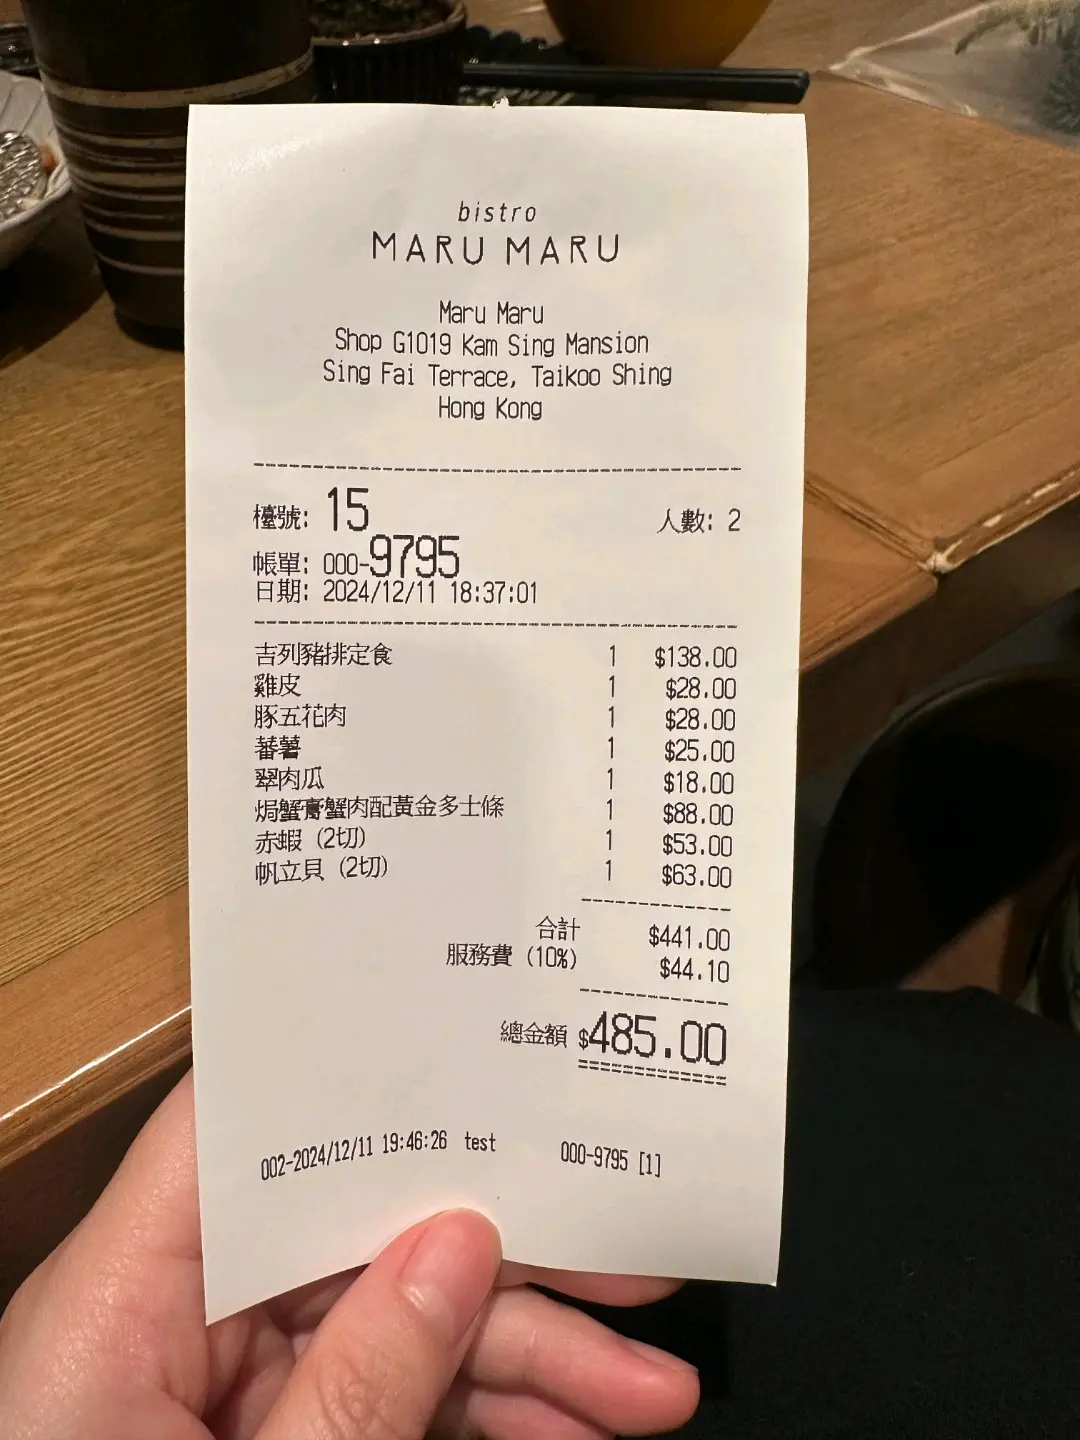 bistro
MARU MARU
Maru Maru
Shop G1019 Kam Sing Mansion
Sing Fai Terrace, Taikoo Shing
Hong Kong
檯號: 15 人數: 2
帳單: 000-9795
日期: 2024/12/11 18:37:01
吉列豬排定食 1 $138.00
雞皮 1 $28.00
豚五花肉 1 $28.00
蕃薯 1 $25.00
翠肉瓜 1 $18.00
焗蟹膏蟹肉配黃金多士條 1 $88.00
赤蝦 (2切) 1 $53.00
帆立貝 (2切) 1 $63.00
合計 $441.00
服務費 (10%) $44.10
總金額 $485.00
002-2024/12/11 19:46:26 test 000-9795 [1]